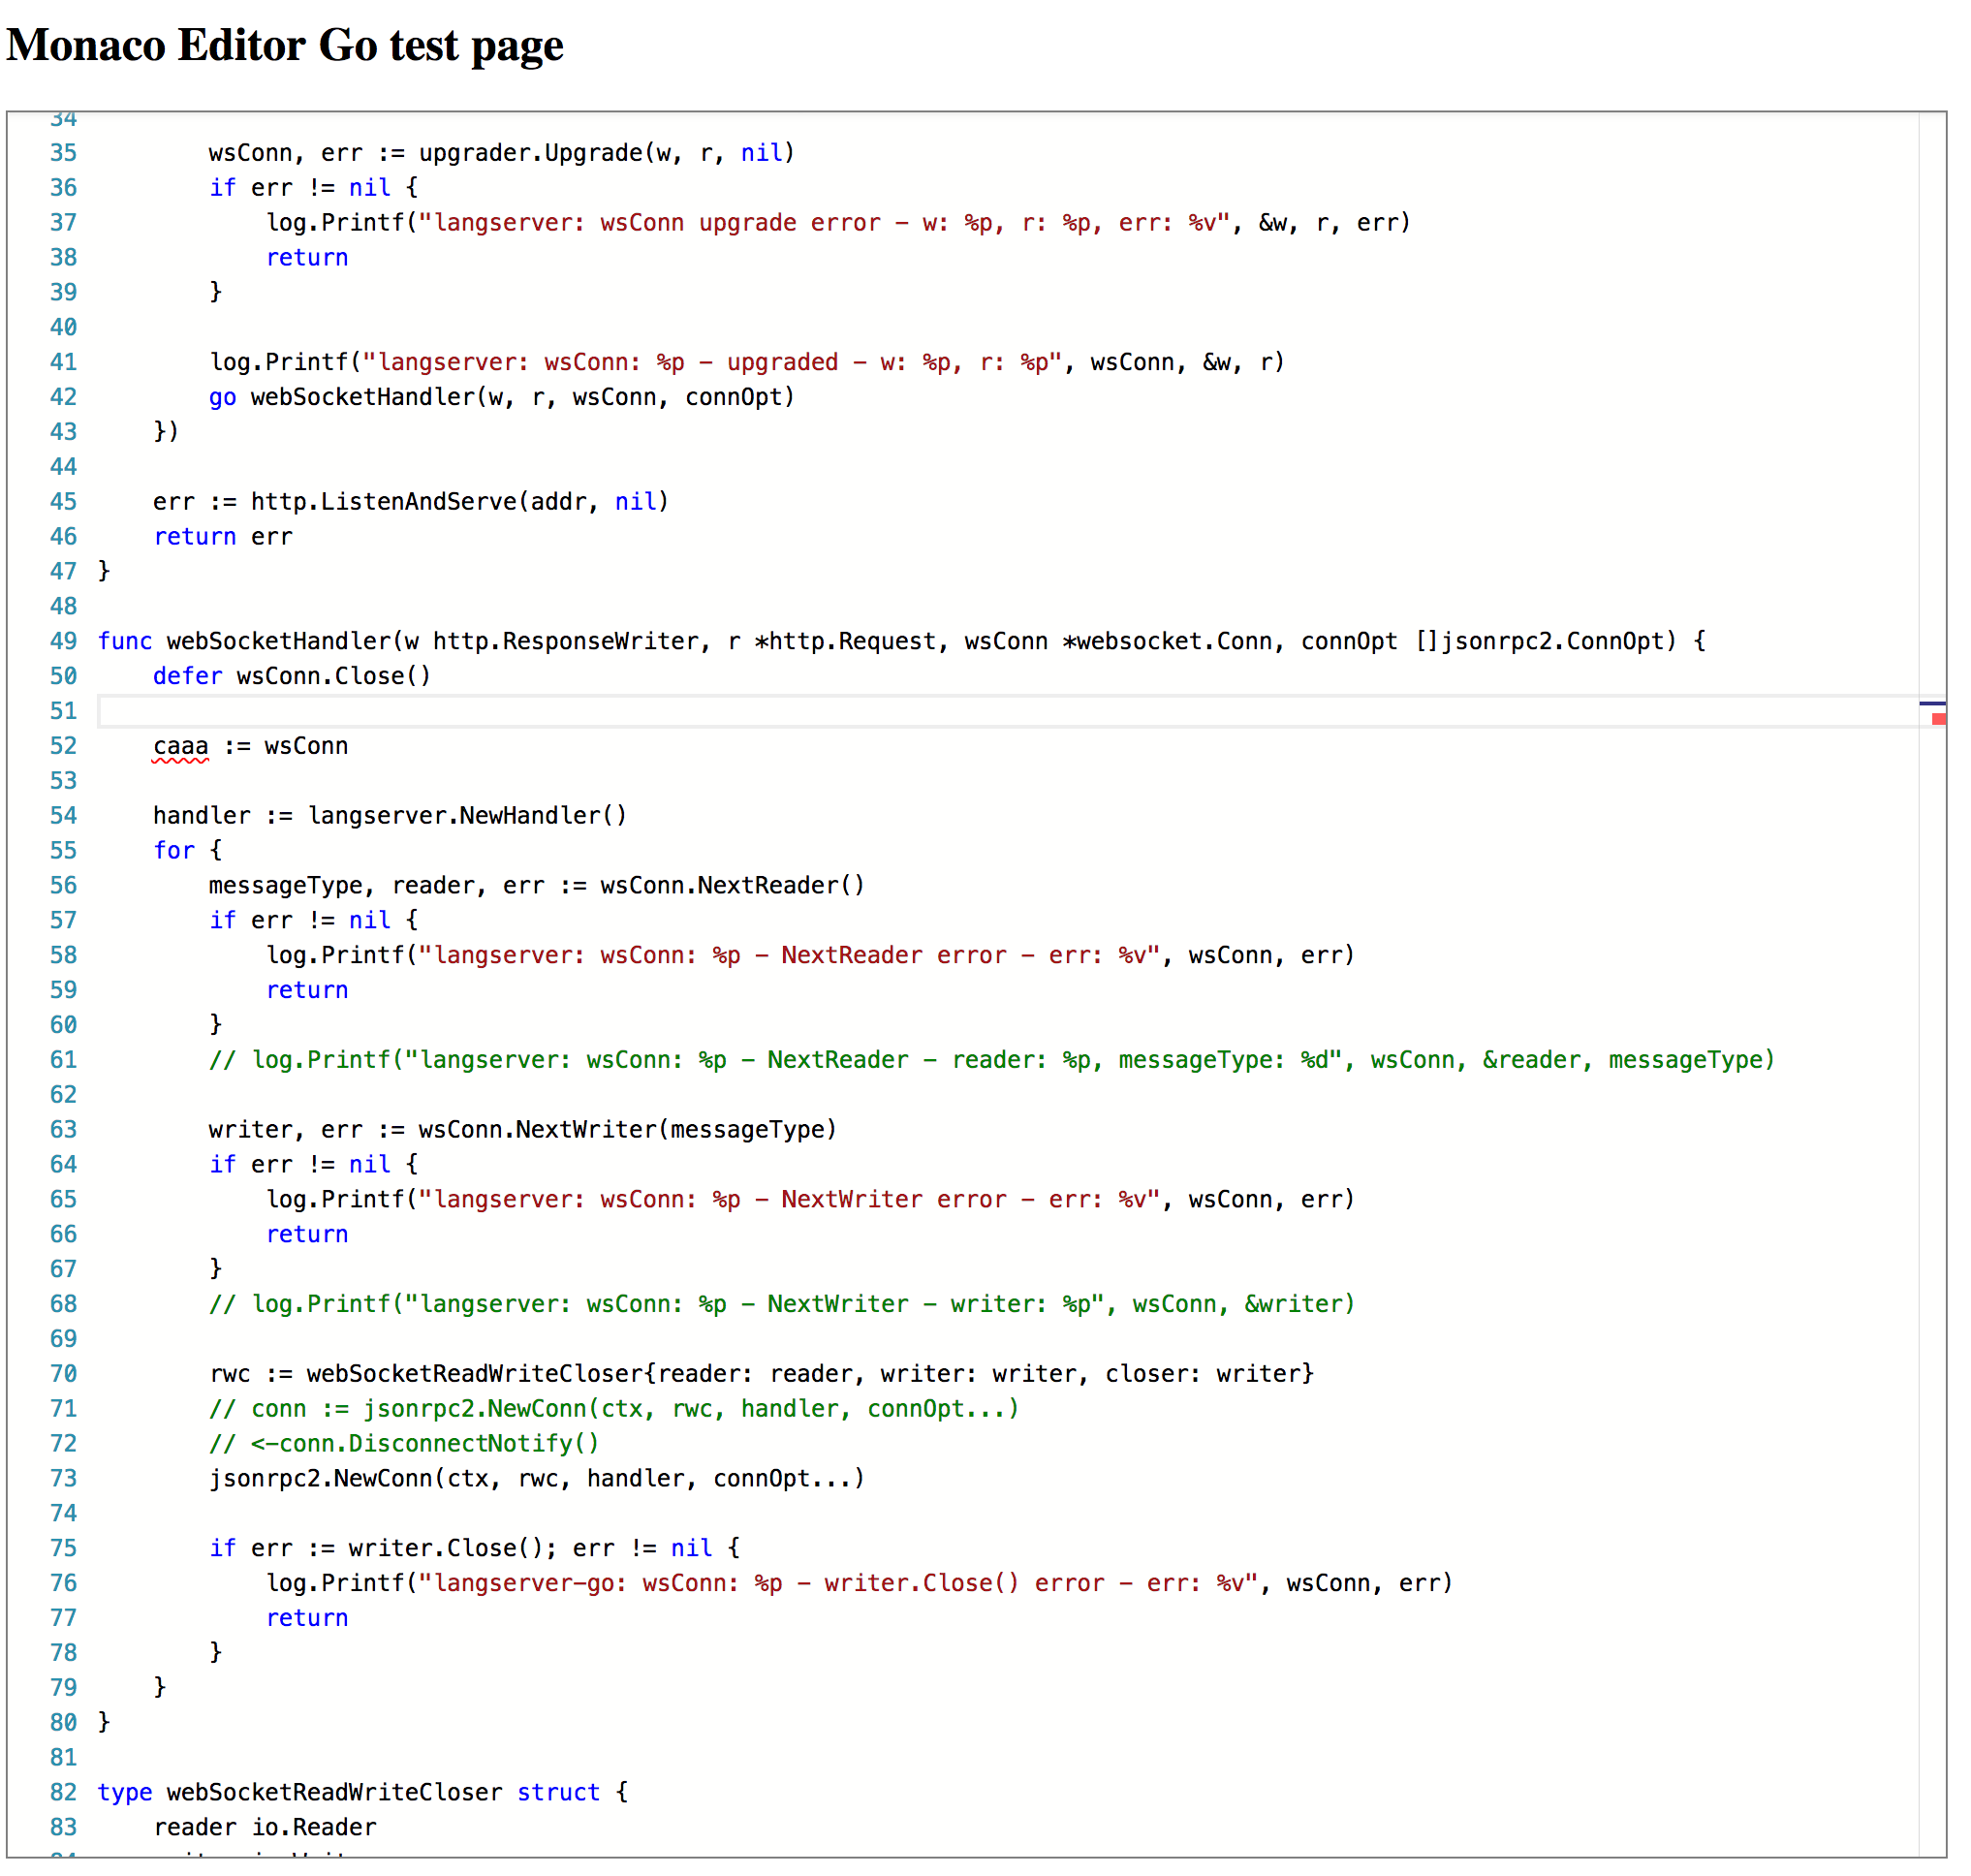 Monaco Editor Go test page
34
35 wsConn, err := upgrader.Upgrade(w, r, nil)
36 if err != nil {
37 log.Printf("langserver: wsConn upgrade error - w: %p, r: %p, err: %v", &w, r, err)
38 return
39 }
40
41 log.Printf("langserver: wsConn: %p - upgraded - w: %p, r: %p", wsConn, &w, r)
42 go webSocketHandler(w, r, wsConn, connOpt)
43 })
44
45 err := http.ListenAndServe(addr, nil)
46 return err
47 }
48
49 func webSocketHandler(w http.ResponseWriter, r *http.Request, wsConn *websocket.Conn, connOpt []jsonrpc2.ConnOpt) {
50 defer wsConn.Close()
51
52 caaa := wsConn
53
54 handler := langserver.NewHandler()
55 for {
56 messageType, reader, err := wsConn.NextReader()
57 if err != nil {
58 log.Printf("langserver: wsConn: %p - NextReader error - err: %v", wsConn, err)
59 return
60 }
61 // log.Printf("langserver: wsConn: %p - NextReader - reader: %p, messageType: %d", wsConn, &reader, messageType)
62
63 writer, err := wsConn.NextWriter(messageType)
64 if err != nil {
65 log.Printf("langserver: wsConn: %p - NextWriter error - err: %v", wsConn, err)
66 return
67 }
68 // log.Printf("langserver: wsConn: %p - NextWriter - writer: %p", wsConn, &writer)
69
70 rwc := webSocketReadWriteCloser{reader: reader, writer: writer, closer: writer}
71 // conn := jsonrpc2.NewConn(ctx, rwc, handler, connOpt...)
72 // <-conn.DisconnectNotify()
73 jsonrpc2.NewConn(ctx, rwc, handler, connOpt...)
74
75 if err := writer.Close(); err != nil {
76 log.Printf("langserver-go: wsConn: %p - writer.Close() error - err: %v", wsConn, err)
77 return
78 }
79 }
80 }
81
82 type webSocketReadWriteCloser struct {
83 reader io.Reader